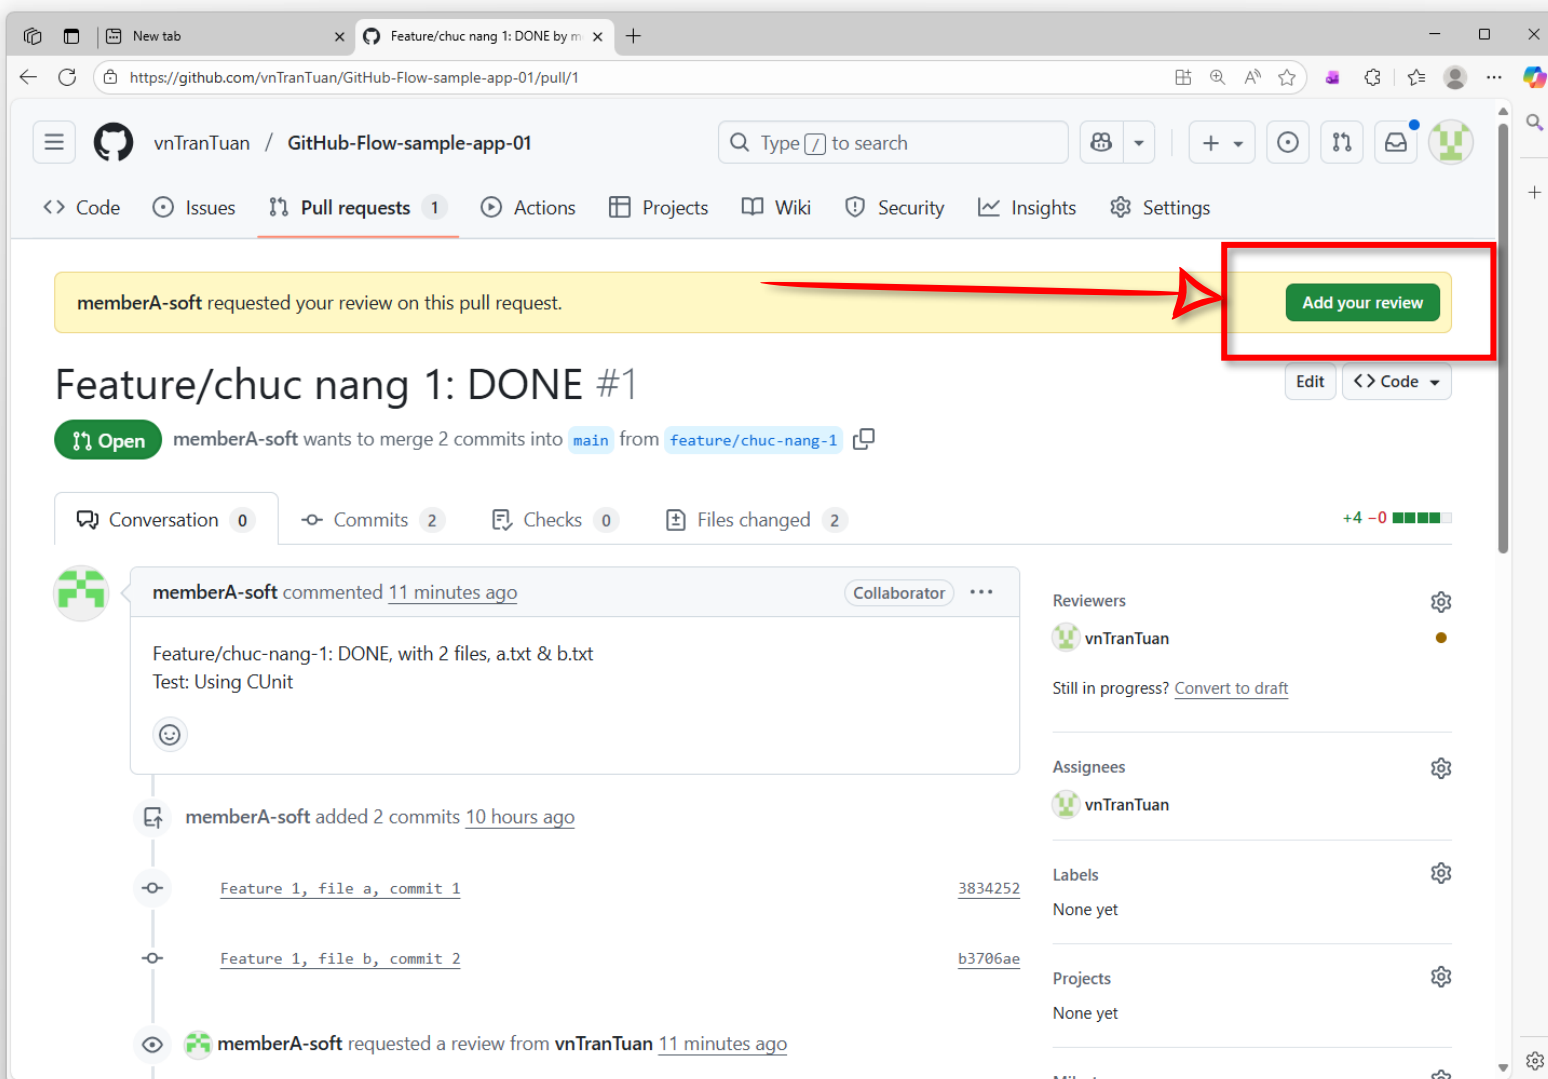 New tab
Feature/chuc nang 1: DONE by m
https://github.com/vnTranTuan/GitHub-Flow-sample-app-01/pull/1
vnTranTuan / GitHub-Flow-sample-app-01
Type / to search
Code
Issues
Pull requests 1
Actions
Projects
Wiki
Security
Insights
Settings
memberA-soft requested your review on this pull request.
Add your review
Feature/chuc nang 1: DONE #1
Edit
Code
Open
memberA-soft wants to merge 2 commits into main from feature/chuc-nang-1
Conversation 0
Commits 2
Checks 0
Files changed 2
+4 −0
memberA-soft commented 11 minutes ago
Collaborator
Feature/chuc-nang-1: DONE, with 2 files, a.txt & b.txt
Test: Using CUnit
memberA-soft added 2 commits 10 hours ago
Feature 1, file a, commit 1
3834252
Feature 1, file b, commit 2
b3706ae
memberA-soft requested a review from vnTranTuan 11 minutes ago
Reviewers
vnTranTuan
Still in progress? Convert to draft
Assignees
vnTranTuan
Labels
None yet
Projects
None yet